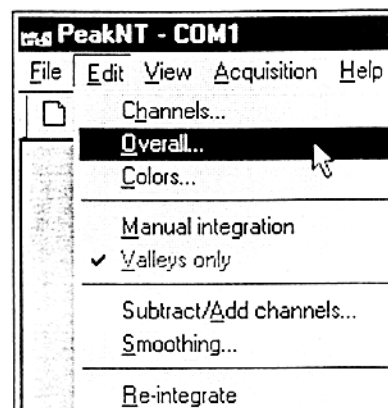 PeakNT - COM1
File Edit View Acquisition Help
Channels...
Overall...
Colors...
Manual integration
Valleys only
Subtract/Add channels...
Smoothing...
Re-integrate